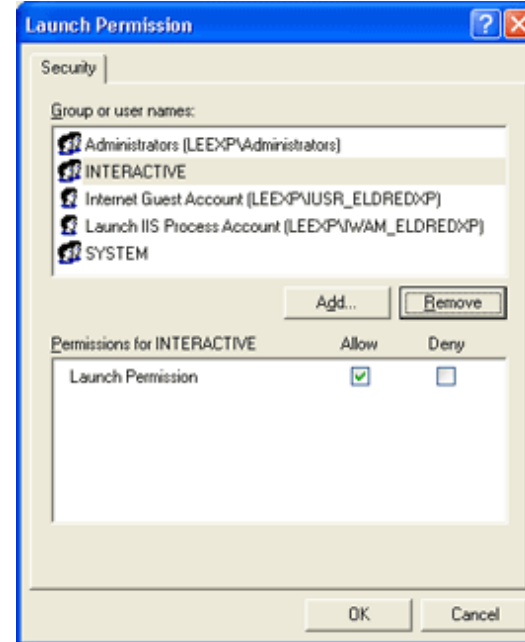 Launch Permission
Security
Group or user names:
Administrators (LEEXP\Administrators)
INTERACTIVE
Internet Guest Account (LEEXP\IUSR_ELDREDXP)
Launch IIS Process Account (LEEXP\IWAM_ELDREDXP)
SYSTEM
Add... Remove
Permissions for INTERACTIVE Allow Deny
Launch Permission
OK Cancel